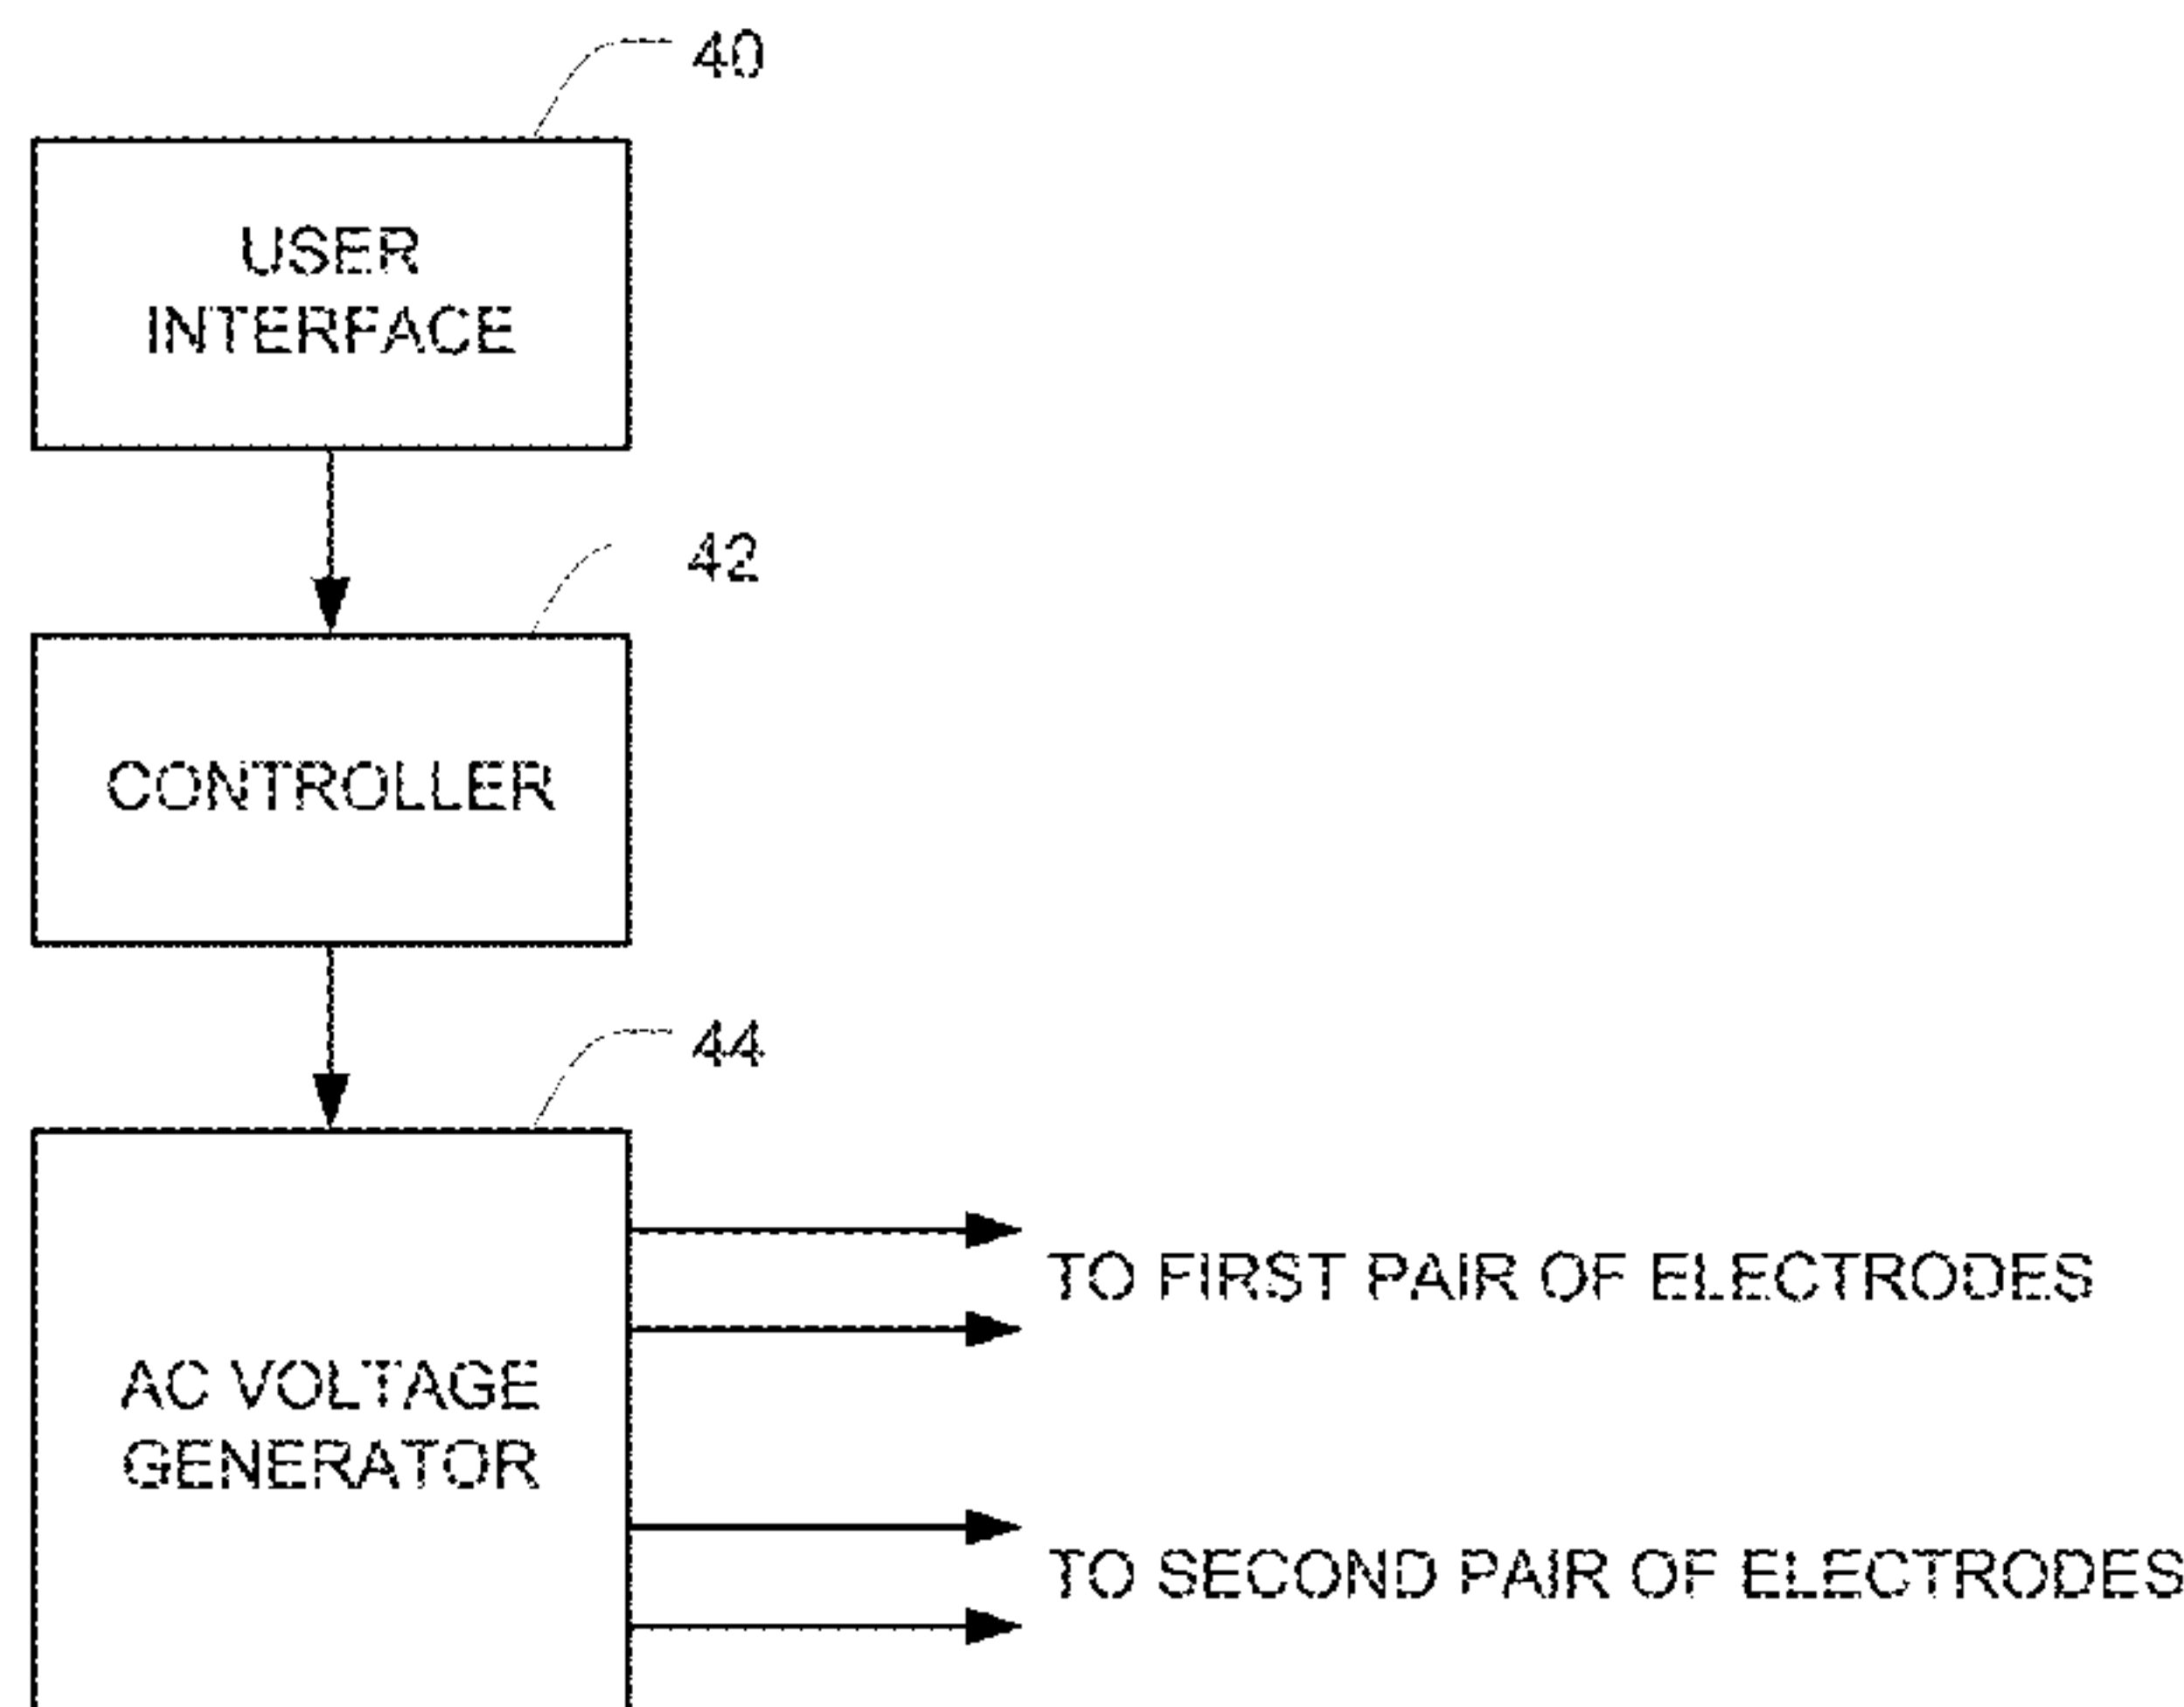 40
USER
INTERFACE
42
CONTROLLER
44
TO FIRST PAIR OF ELECTRODES
AC VOLTAGE
GENERATOR
TO SECOND PAIR OF ELECTRODES